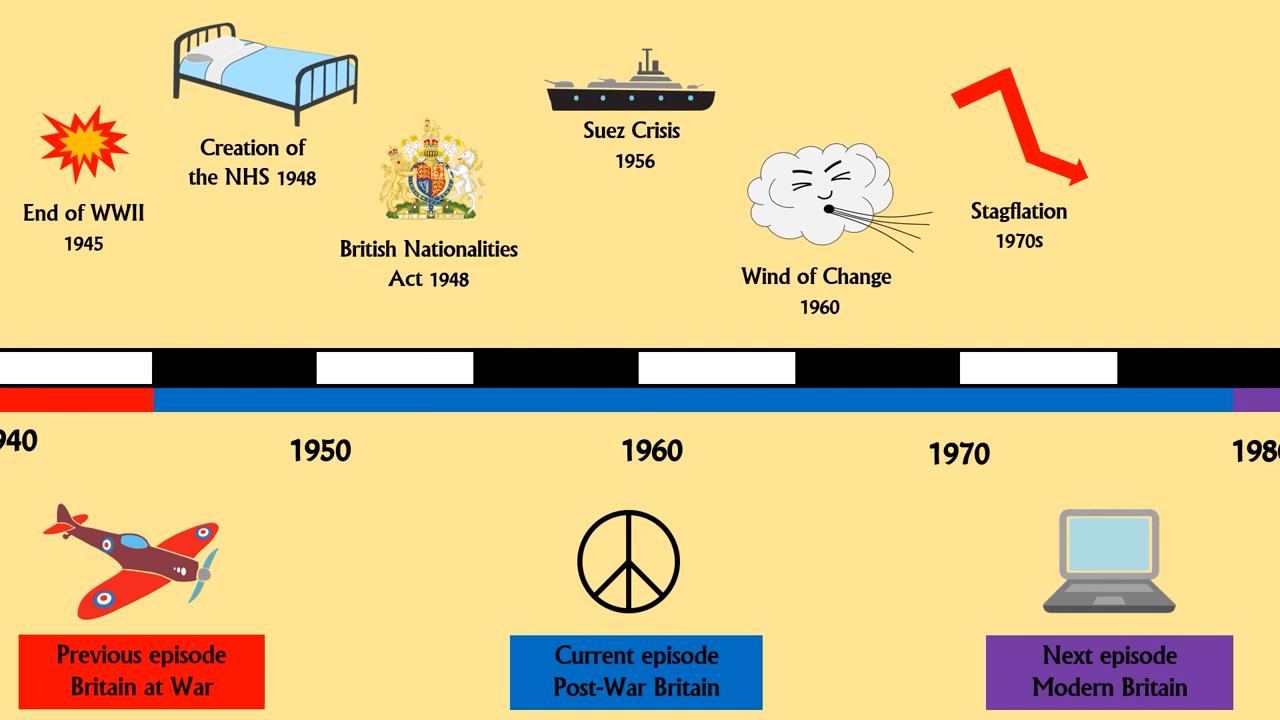 End of WWII
1945
Creation of
the NHS 1948
British Nationalities
Act 1948
Suez Crisis
1956
Wind of Change
1960
Stagflation
1970s
940
1950
1960
1970
198
Previous episode
Britain at War
Current episode
Post-War Britain
Next episode
Modern Britain